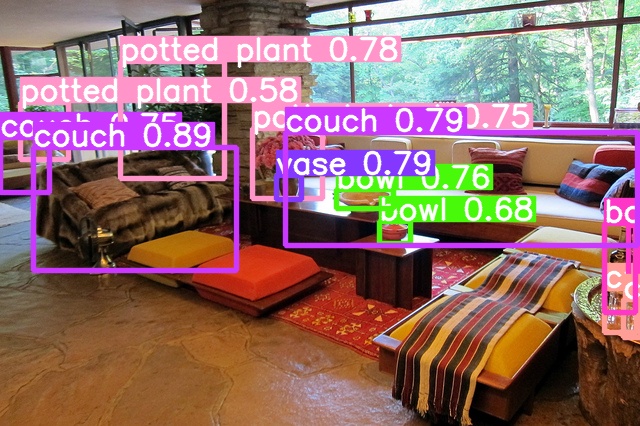 potted plant 0.78
potted plant 0.58
0.75
couch 0.75
couch 0.79
couch 0.89
vase 0.79
bowl 0.76
bowl 0.68